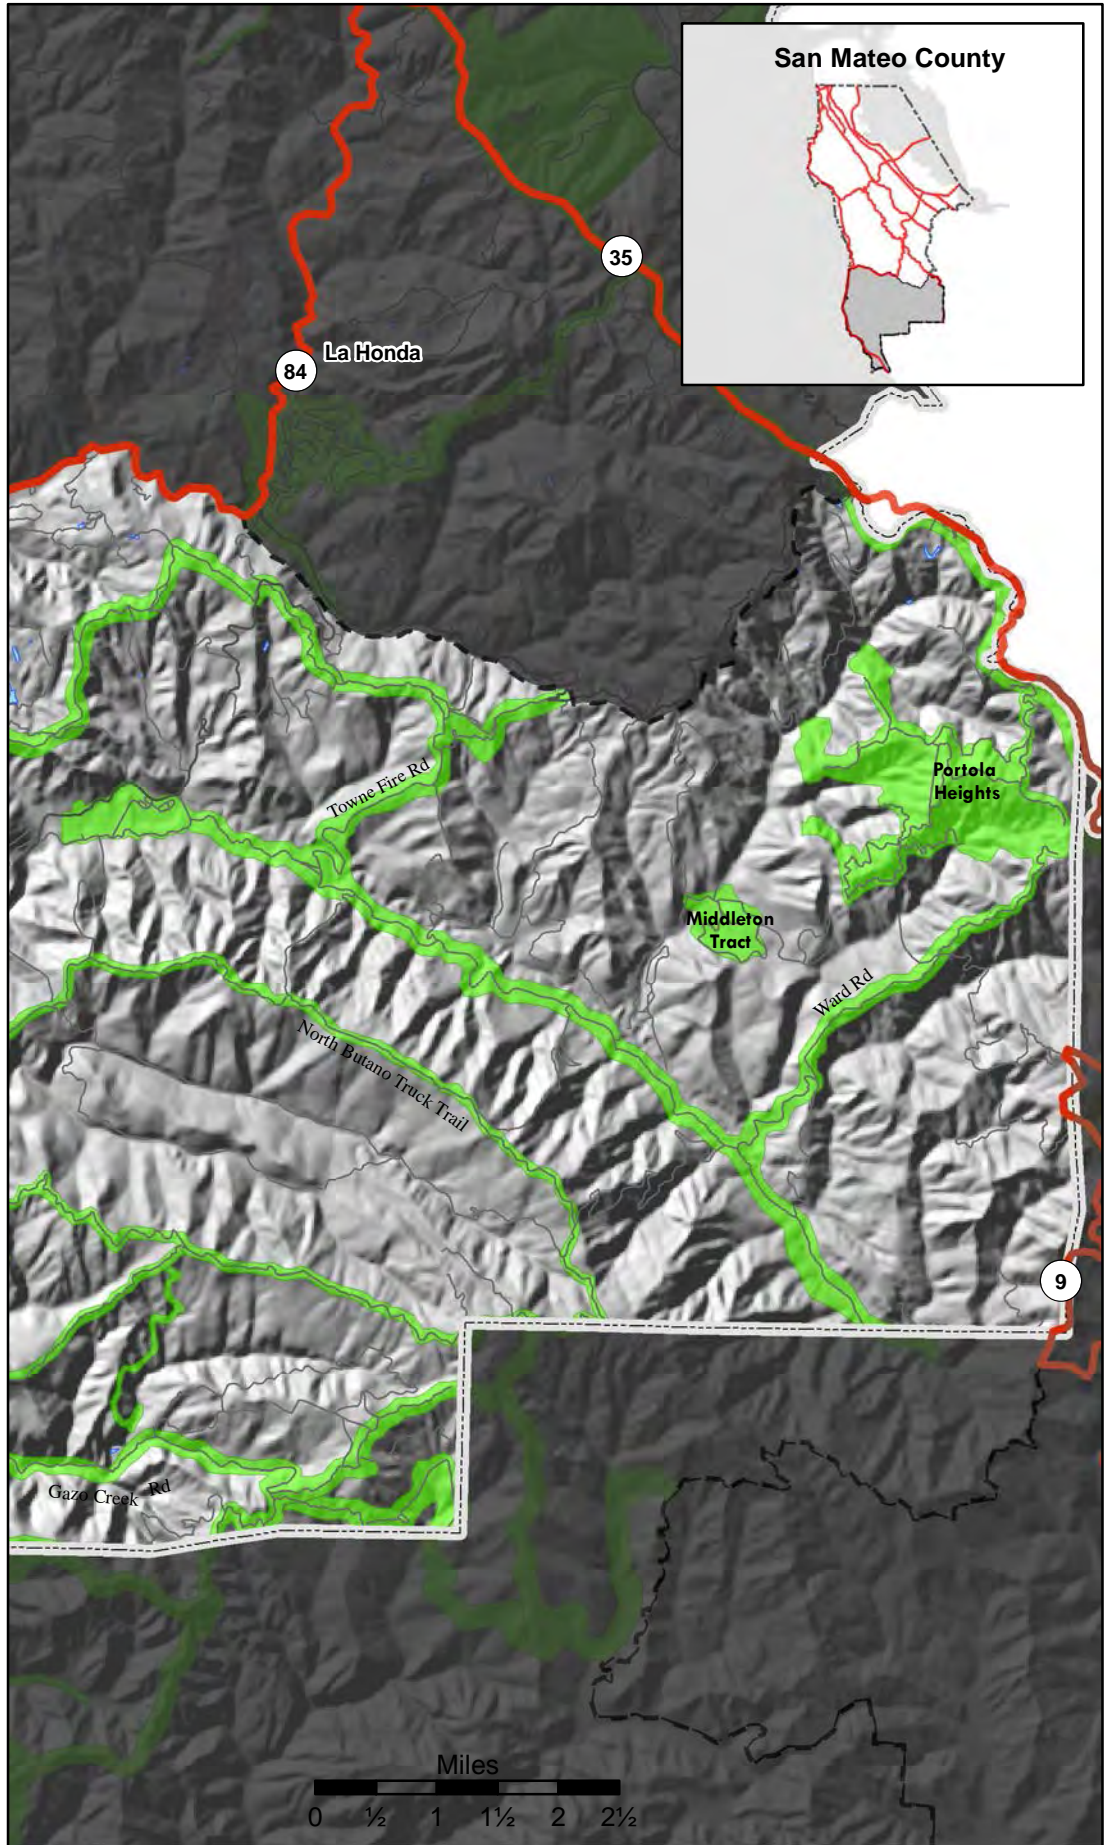 San Mateo County
35
84
La Honda
Towne Fire Rd
Portola
Heights
Middleton
Tract
Ward Rd
North Butano Truck Trail
9
Gazo Creek Rd
Miles
0 ½ 1 1½ 2 2½